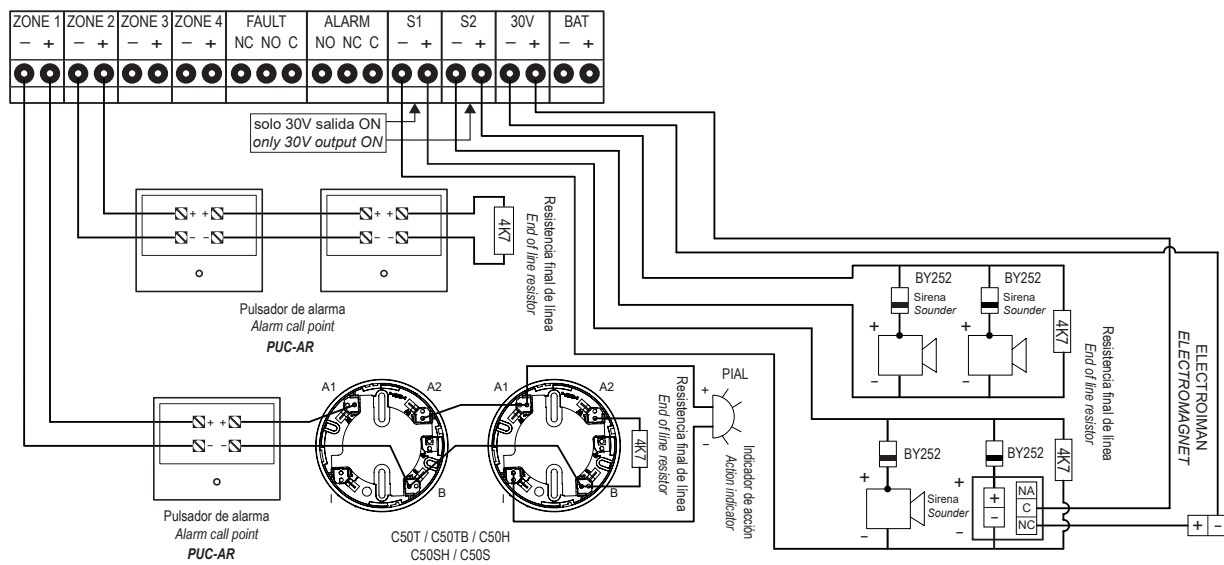 ZONE 1 ZONE 2 ZONE 3 ZONE 4 FAULT ALARM S1 S2 30V BAT
− + − + − + − + NC NO C NO NC C − + − + − + − +
solo 30V salida ON
only 30V output ON
+ + + +
− − − −
4K7
Resistencia final de línea
End of line resistor
Pulsador de alarma
Alarm call point
PUC-AR
BY252 BY252
Sirena
Sounder
Sirena
Sounder
+ +
− −
4K7
Resistencia final de línea
End of line resistor
ELECTROIMAN
ELECTROMAGNET
A1 A2 A1 A2
I B I B
+ +
− −
4K7
Resistencia final de línea
End of line resistor
PIAL
+
−
Indicador de acción
Action indicator
Pulsador de alarma
Alarm call point
PUC-AR
C50T / C50TB / C50H
C50SH / C50S
BY252 BY252
4K7
+ +
− −
Sirena
Sounder
+
−
NA
C
NC
+ −